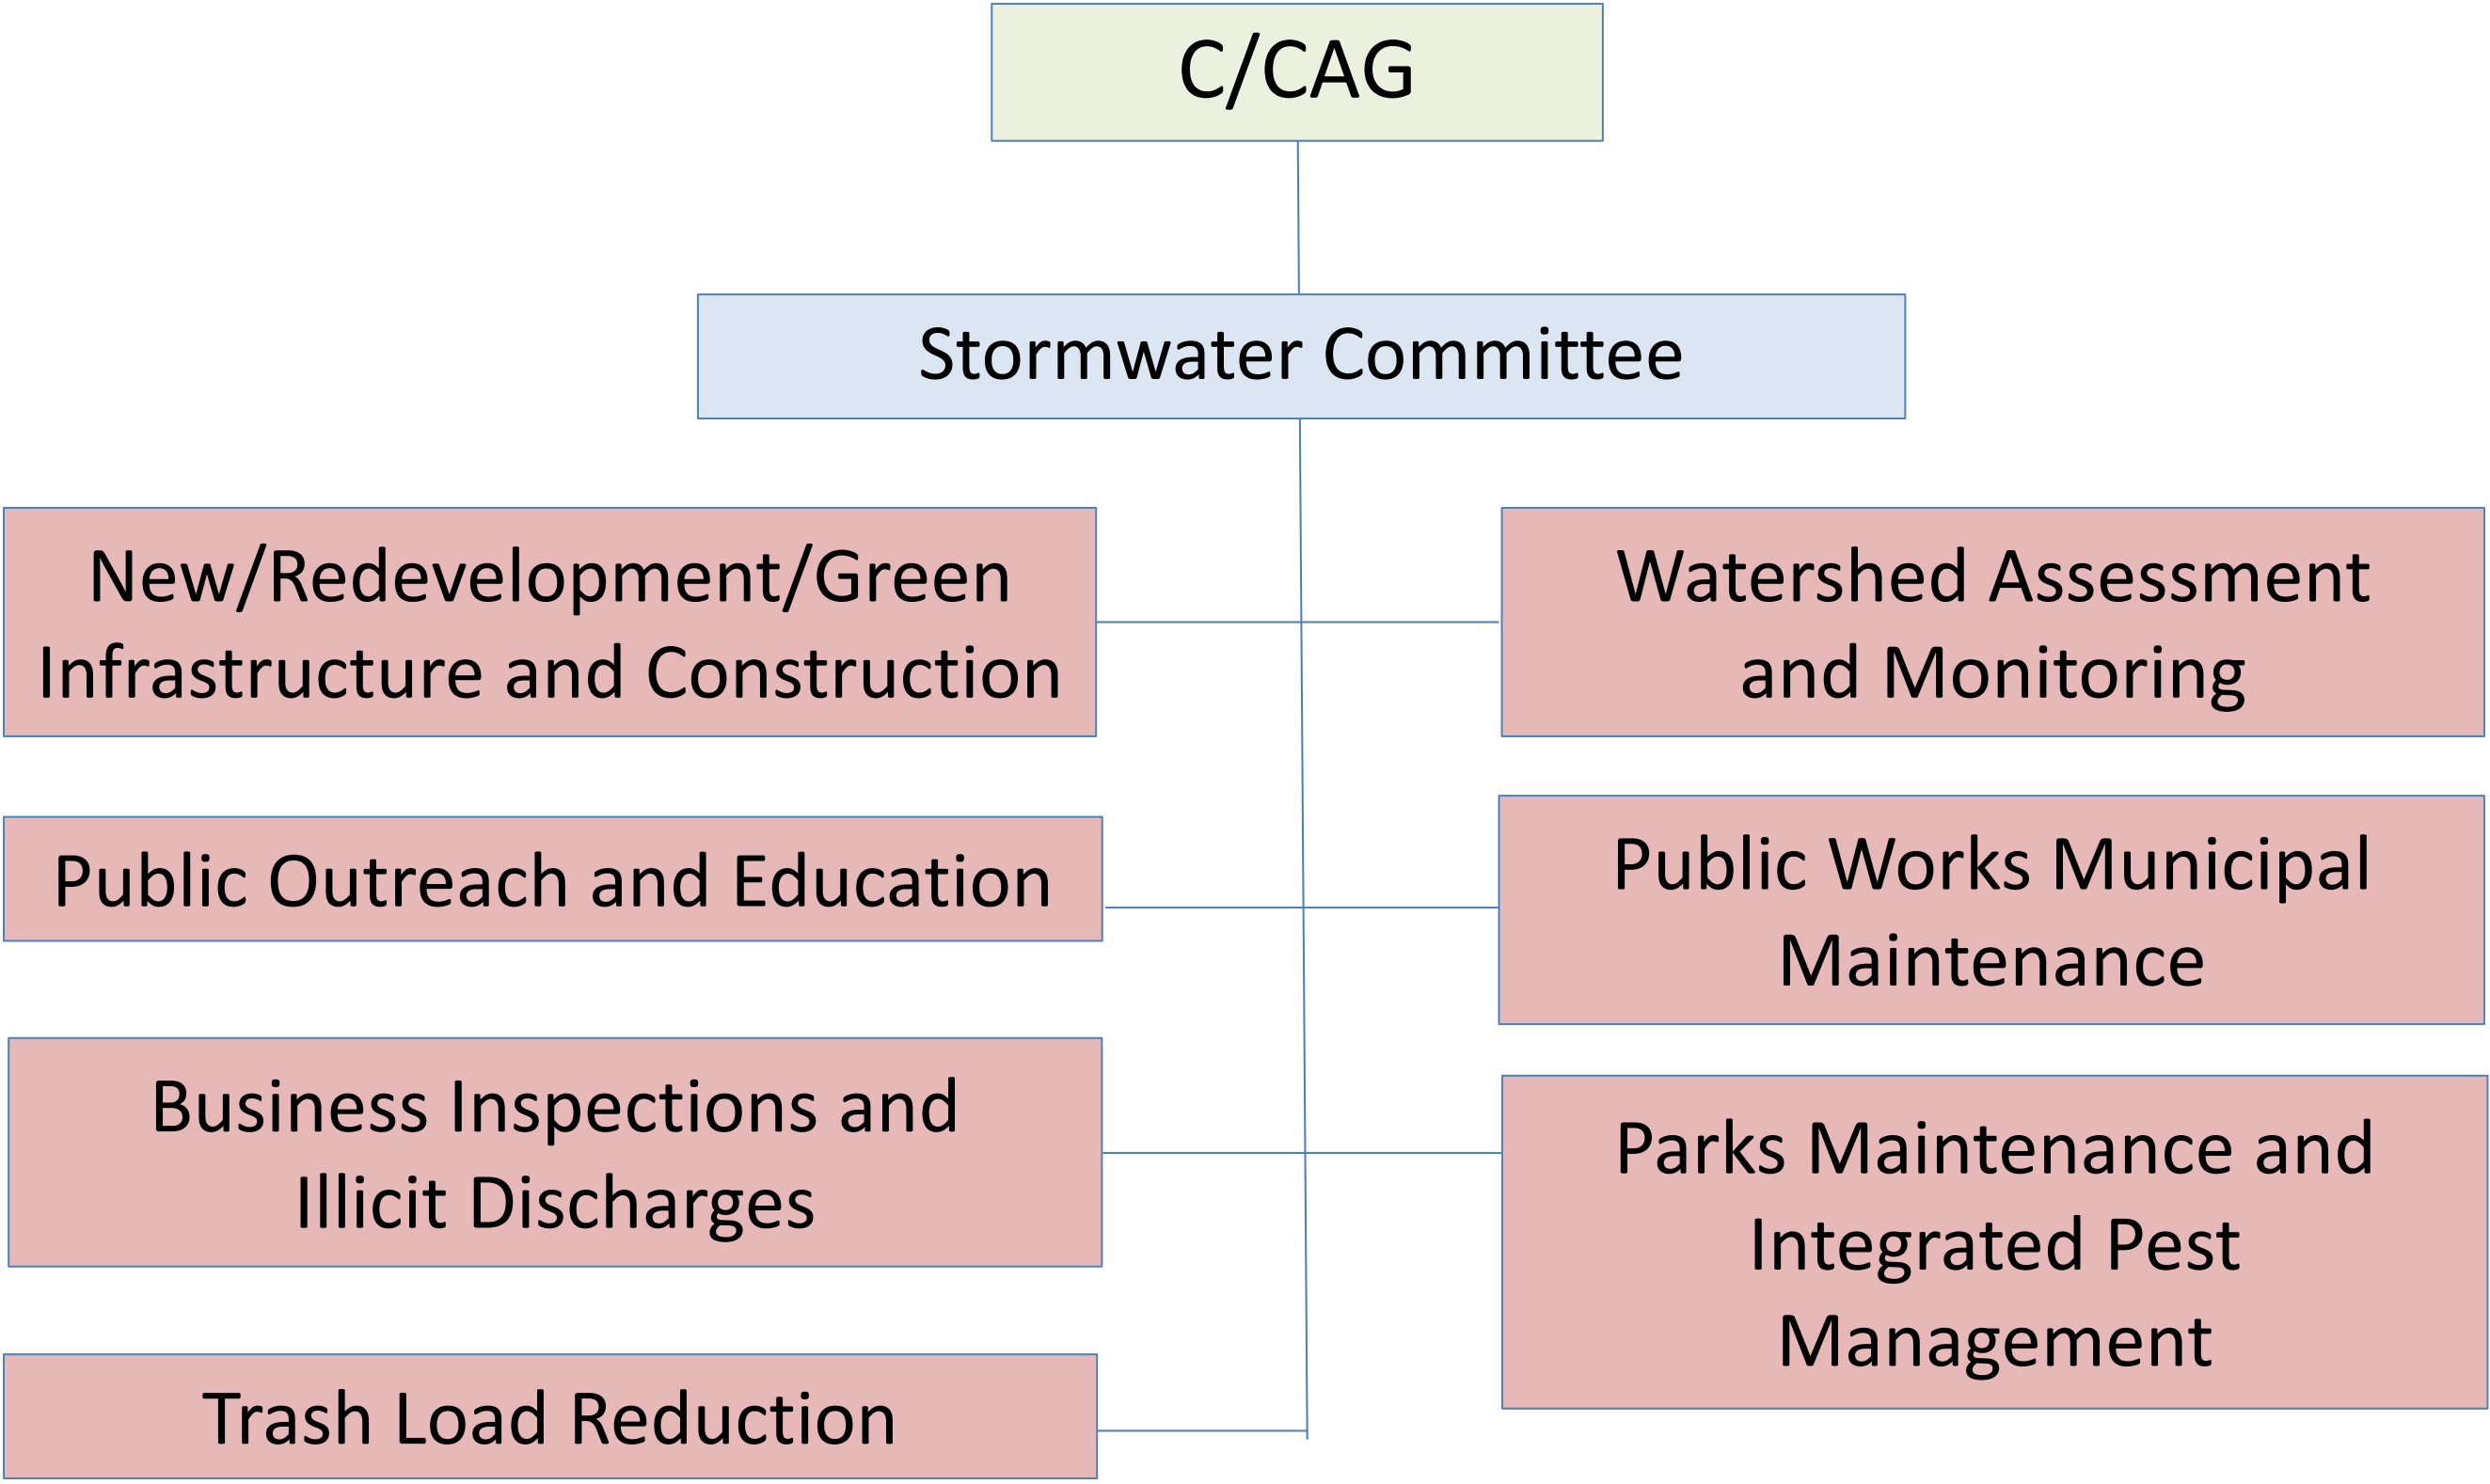 C/CAG
Stormwater Committee
New/Redevelopment/Green
Infrastructure and Construction
Watershed Assessment
and Monitoring
Public Outreach and Education
Public Works Municipal
Maintenance
Business Inspections and
Illicit Discharges
Parks Maintenance and
Integrated Pest
Management
Trash Load Reduction